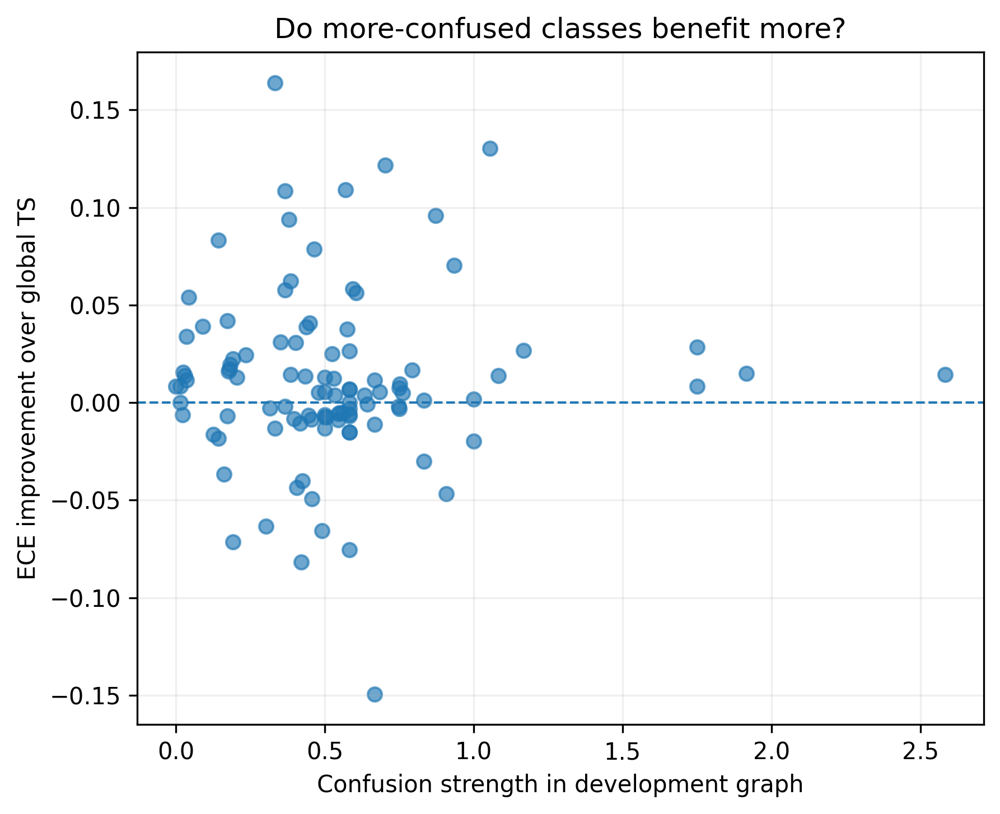 Do more-confused classes benefit more?
ECE improvement over global TS
0.15
0.10
0.05
0.00
−0.05
−0.10
−0.15
0.0 0.5 1.0 1.5 2.0 2.5
Confusion strength in development graph